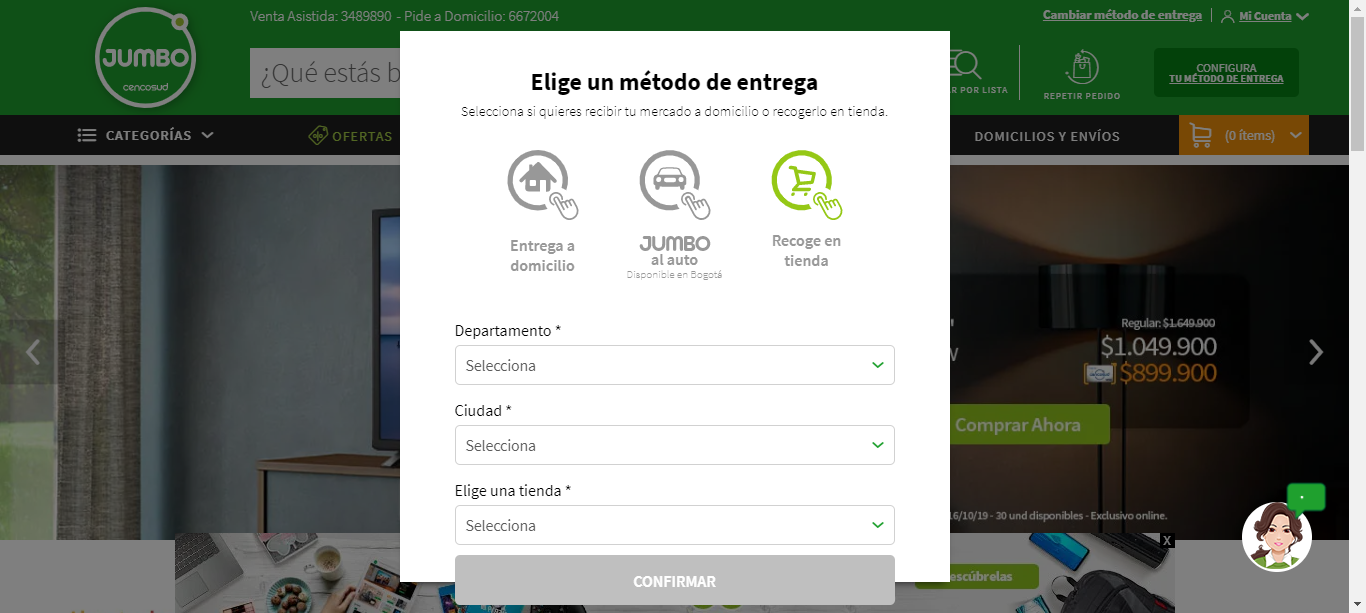 Venta Asistida: 3489890 - Pide a Domicilio: 6672004
Cambiar método de entrega
Mi Cuenta
JUMBO
cencosud
¿Qué estás b
R POR LISTA
REPETIR PEDIDO
CONFIGURA
TU MÉTODO DE ENTREGA
CATEGORÍAS
OFERTAS
DOMICILIOS Y ENVÍOS
(0 ítems)
Elige un método de entrega
Selecciona si quieres recibir tu mercado a domicilio o recogerlo en tienda.
Entrega a
domicilio
JUMBO
al auto
Disponible en Bogotá
Recoge en
tienda
Departamento *
Selecciona
Ciudad *
Selecciona
Elige una tienda *
Selecciona
CONFIRMAR
Regular: $1.649.900
$1.049.900
$899.900
Comprar Ahora
16/10/19 - 30 und disponibles - Exclusivo online.
X
escúbrelas